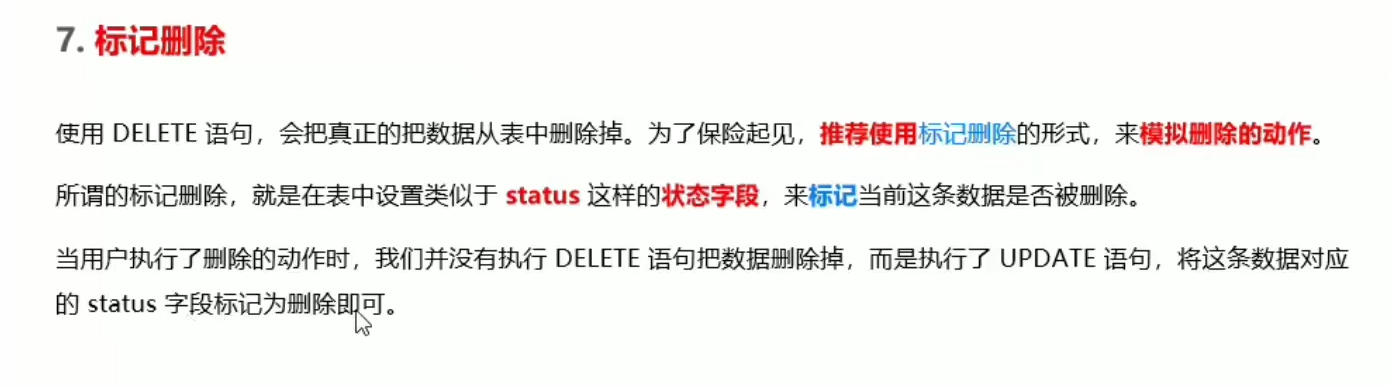 7. 标记删除
使用 DELETE 语句，会把真正的把数据从表中删除掉。为了保险起见，推荐使用标记删除的形式，来模拟删除的动作。
所谓的标记删除，就是在表中设置类似于 status 这样的状态字段，来标记当前这条数据是否被删除。
当用户执行了删除的动作时，我们并没有执行 DELETE 语句把数据删除掉，而是执行了 UPDATE 语句，将这条数据对应
的 status 字段标记为删除即可。